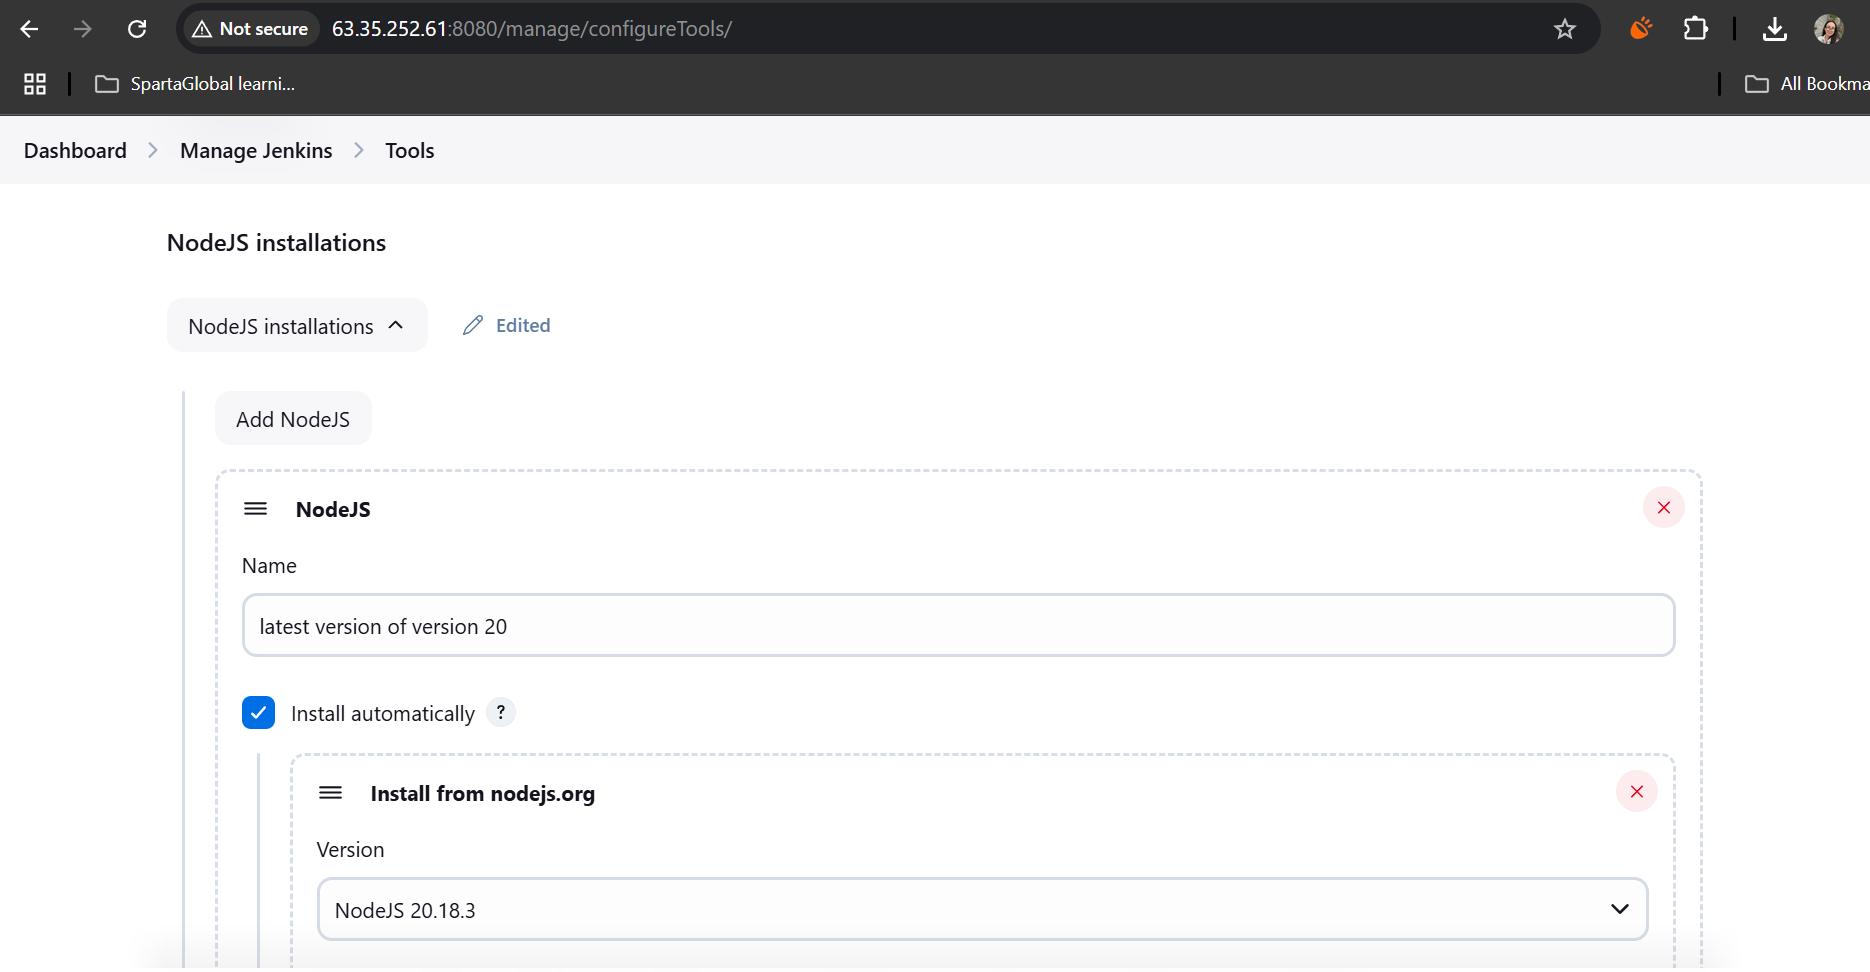 Not secure 63.35.252.61:8080/manage/configureTools/
SpartaGlobal learni...
All Bookma
Dashboard
Manage Jenkins
Tools
NodeJS installations
NodeJS installations
Edited
Add NodeJS
NodeJS
Name
latest version of version 20
Install automatically ?
Install from nodejs.org
Version
NodeJS 20.18.3